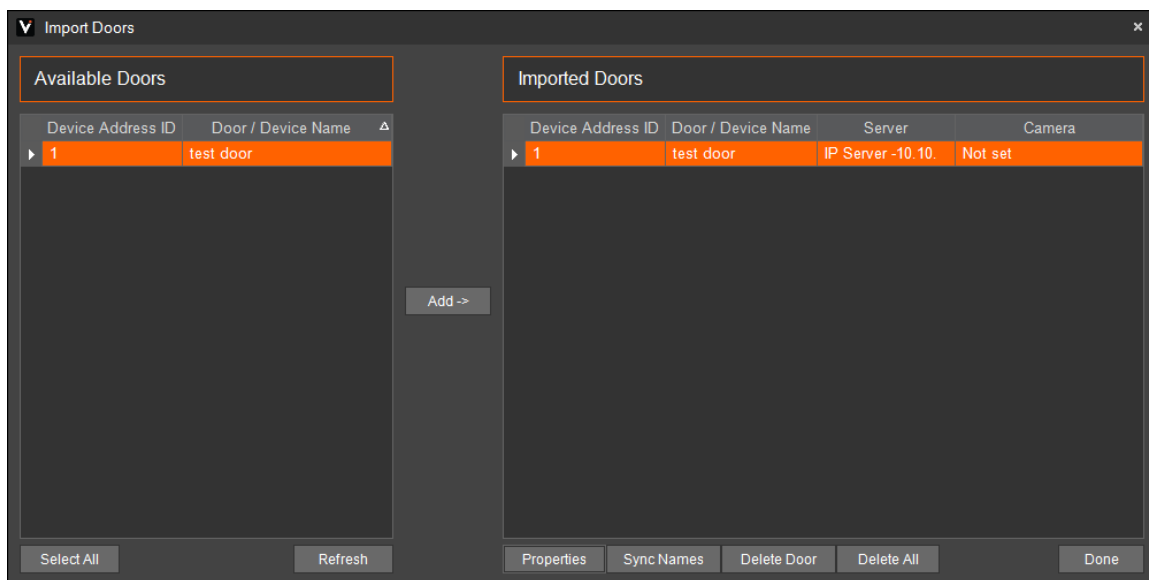 Import Doors
Available Doors
Imported Doors
Device Address ID Door / Device Name
1 test door
Device Address ID Door / Device Name Server Camera
1 test door IP Server -10.10. Not set
Add ->
Select All Refresh
Properties Sync Names Delete Door Delete All Done